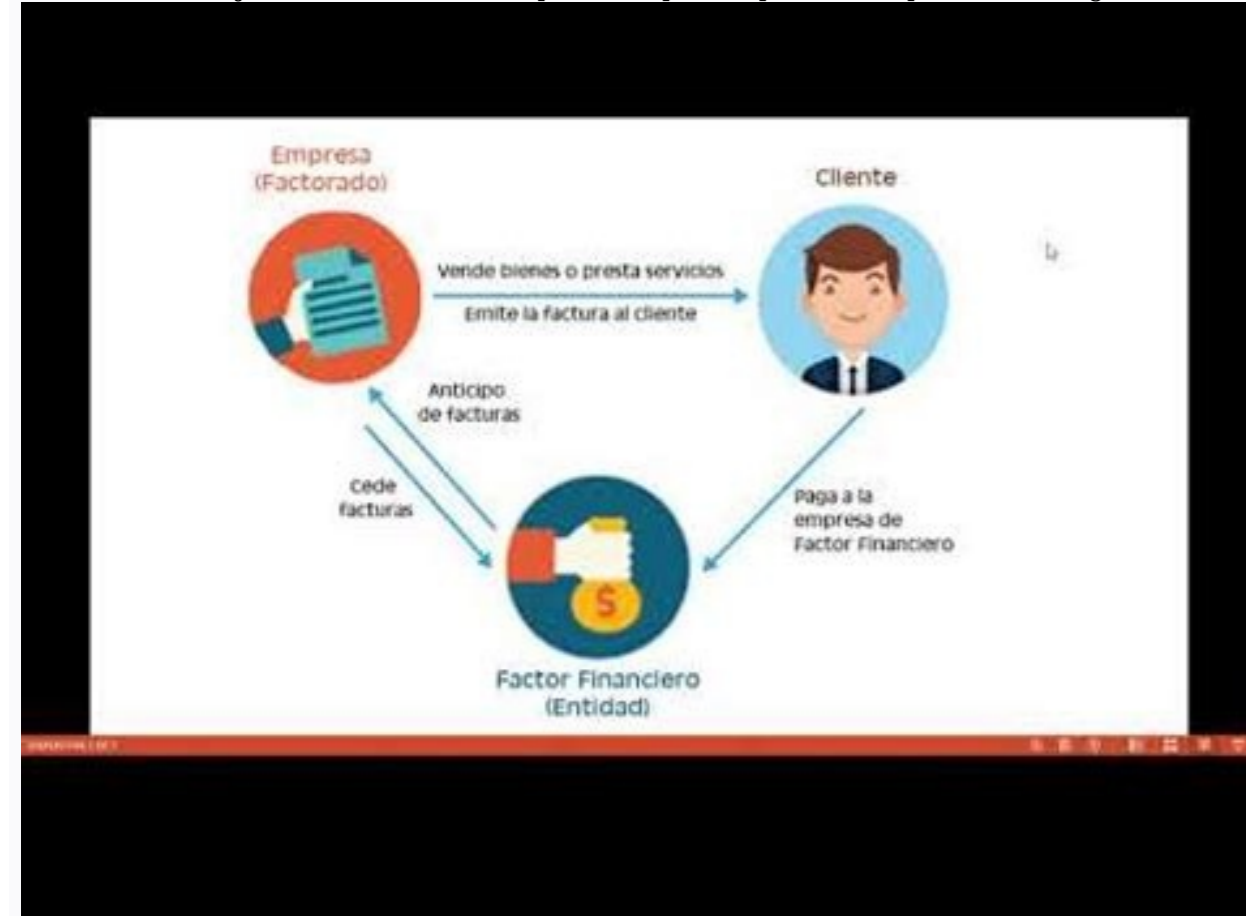 Empresa
(Factorado)
Cliente
Vende bienes o presta servicios
Emite la factura al cliente
Anticipo
de facturas
Cede
facturas
Paga a la
empresa de
Factor Financiero
$
Factor Financiero
(Entidad)